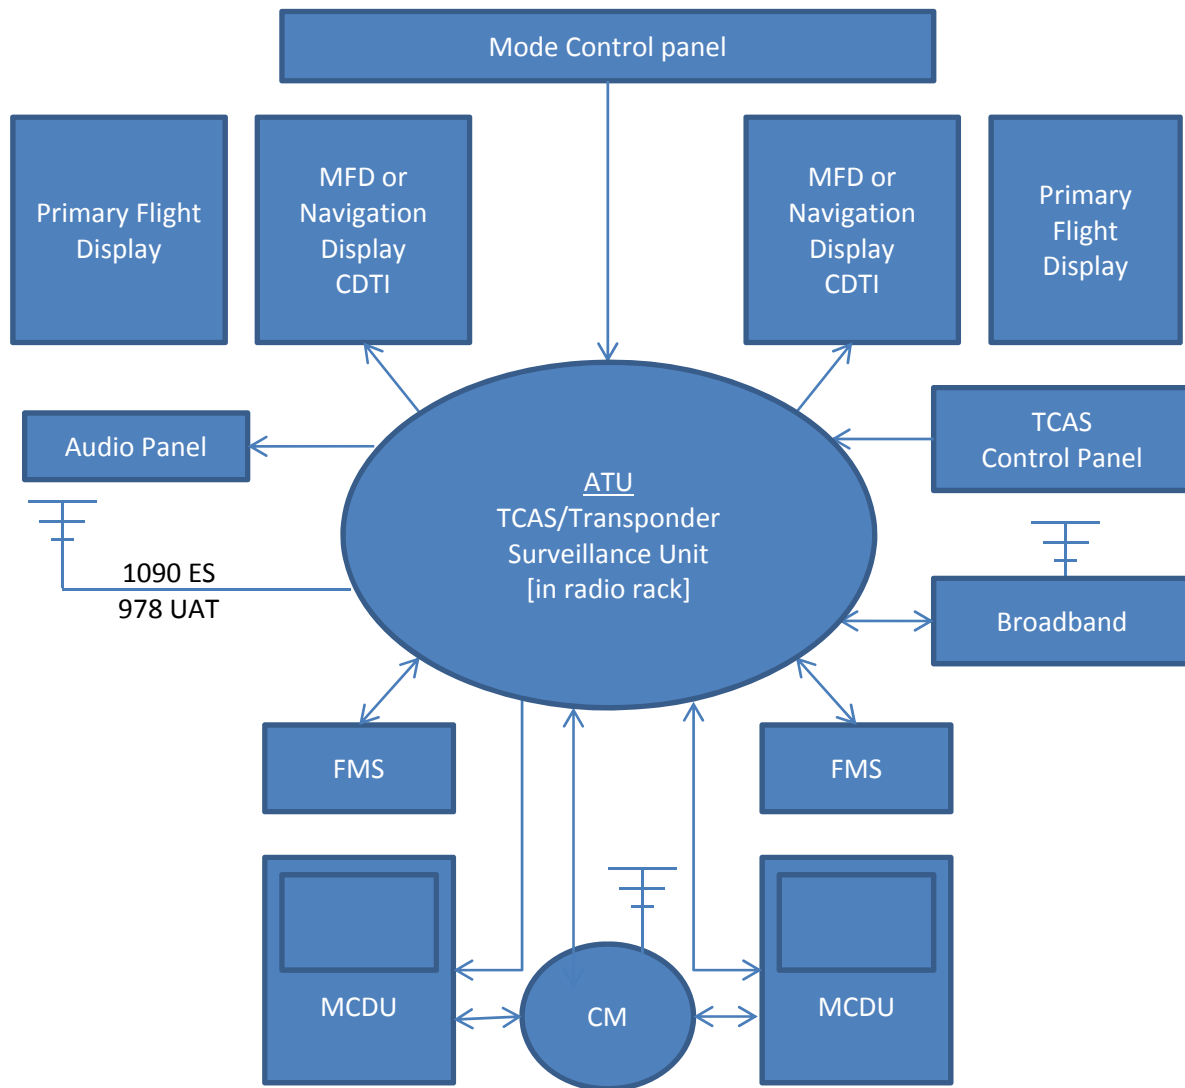 Mode Control panel
Primary Flight
Display
MFD or
Navigation
Display
CDTI
MFD or
Navigation
Display
CDTI
Primary
Flight
Display
Audio Panel
TCAS
Control Panel
ATU
TCAS/Transponder
Surveillance Unit
[in radio rack]
1090 ES
978 UAT
Broadband
FMS
FMS
MCDU
CM
MCDU